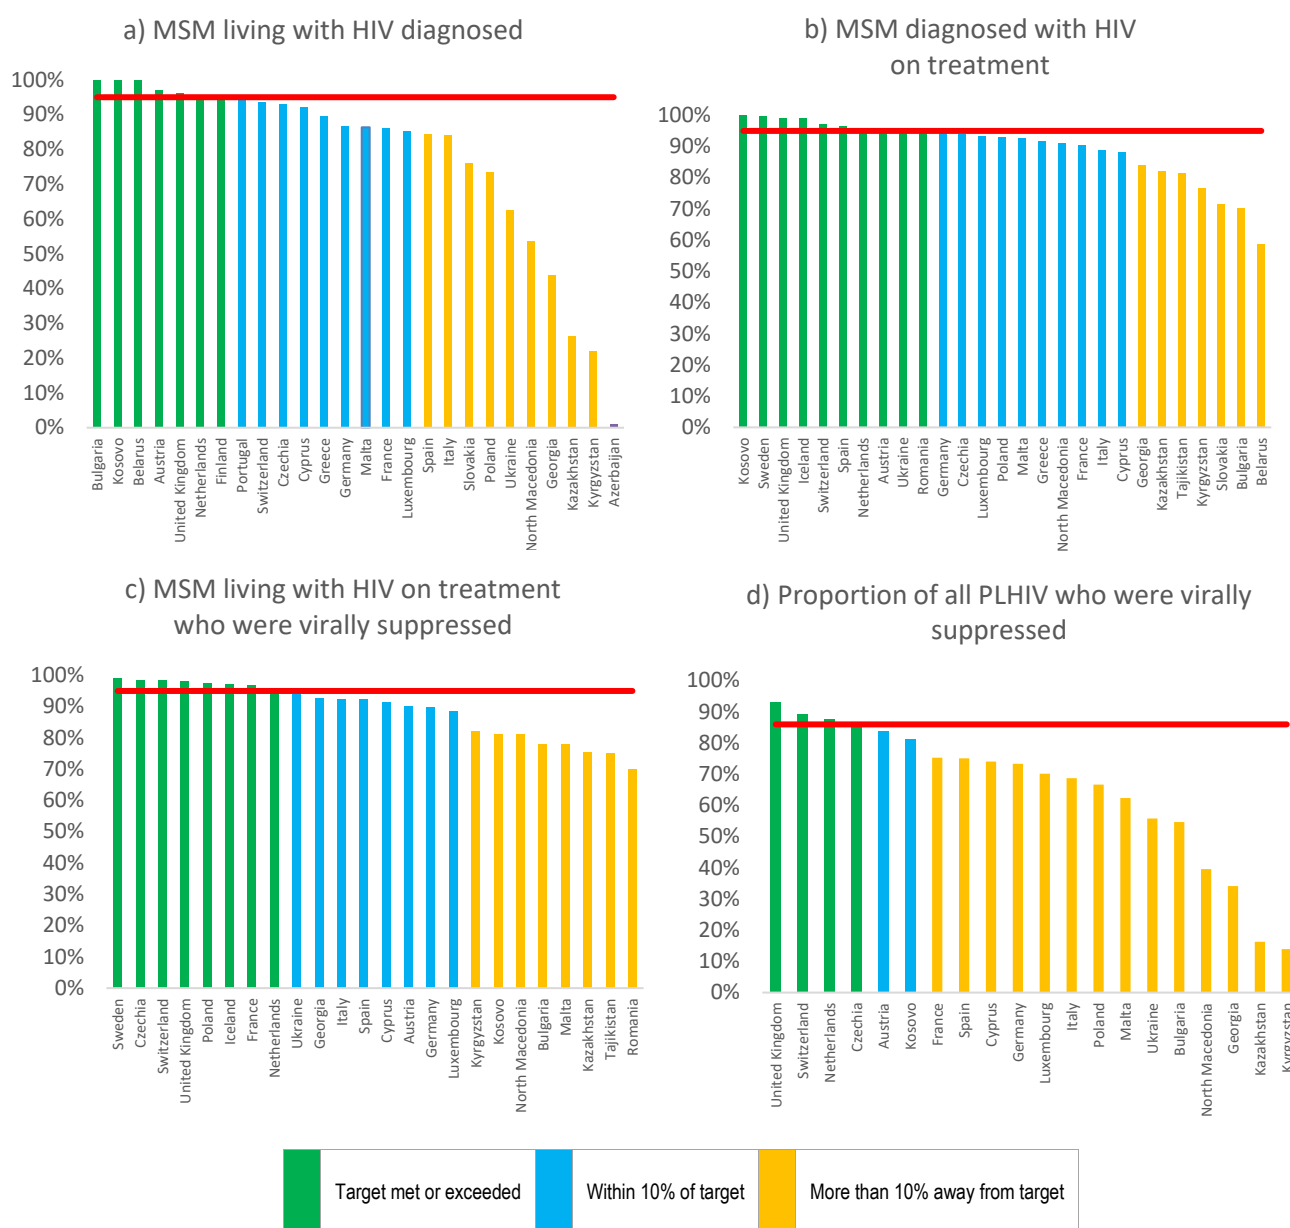 a) MSM living with HIV diagnosed
100%
90%
80%
70%
60%
50%
40%
30%
20%
10%
0%
Bulgaria
Kosovo
Belarus
Austria
United Kingdom
Netherlands
Finland
Portugal
Switzerland
Czechia
Cyprus
Greece
Germany
Malta
France
Luxembourg
Spain
Italy
Slovakia
Poland
Ukraine
North Macedonia
Georgia
Kazakhstan
Kyrgyzstan
Azerbaijan
b) MSM diagnosed with HIV
on treatment
100%
90%
80%
70%
60%
50%
40%
30%
20%
10%
0%
Kosovo
Sweden
United Kingdom
Iceland
Switzerland
Spain
Netherlands
Austria
Ukraine
Romania
Germany
Czechia
Luxembourg
Poland
Malta
Greece
North Macedonia
France
Italy
Cyprus
Georgia
Kazakhstan
Tajikistan
Kyrgyzstan
Slovakia
Bulgaria
Belarus
c) MSM living with HIV on treatment
who were virally suppressed
100%
90%
80%
70%
60%
50%
40%
30%
20%
10%
0%
Sweden
Czechia
Switzerland
United Kingdom
Poland
Iceland
France
Netherlands
Ukraine
Georgia
Italy
Spain
Cyprus
Austria
Germany
Luxembourg
Kyrgyzstan
Kosovo
North Macedonia
Bulgaria
Malta
Kazakhstan
Tajikistan
Romania
d) Proportion of all PLHIV who were virally
suppressed
100%
90%
80%
70%
60%
50%
40%
30%
20%
10%
0%
United Kingdom
Switzerland
Netherlands
Czechia
Austria
Kosovo
France
Spain
Cyprus
Germany
Luxembourg
Italy
Poland
Malta
Ukraine
Bulgaria
North Macedonia
Georgia
Kazakhstan
Kyrgyzstan
Target met or exceeded
Within 10% of target
More than 10% away from target